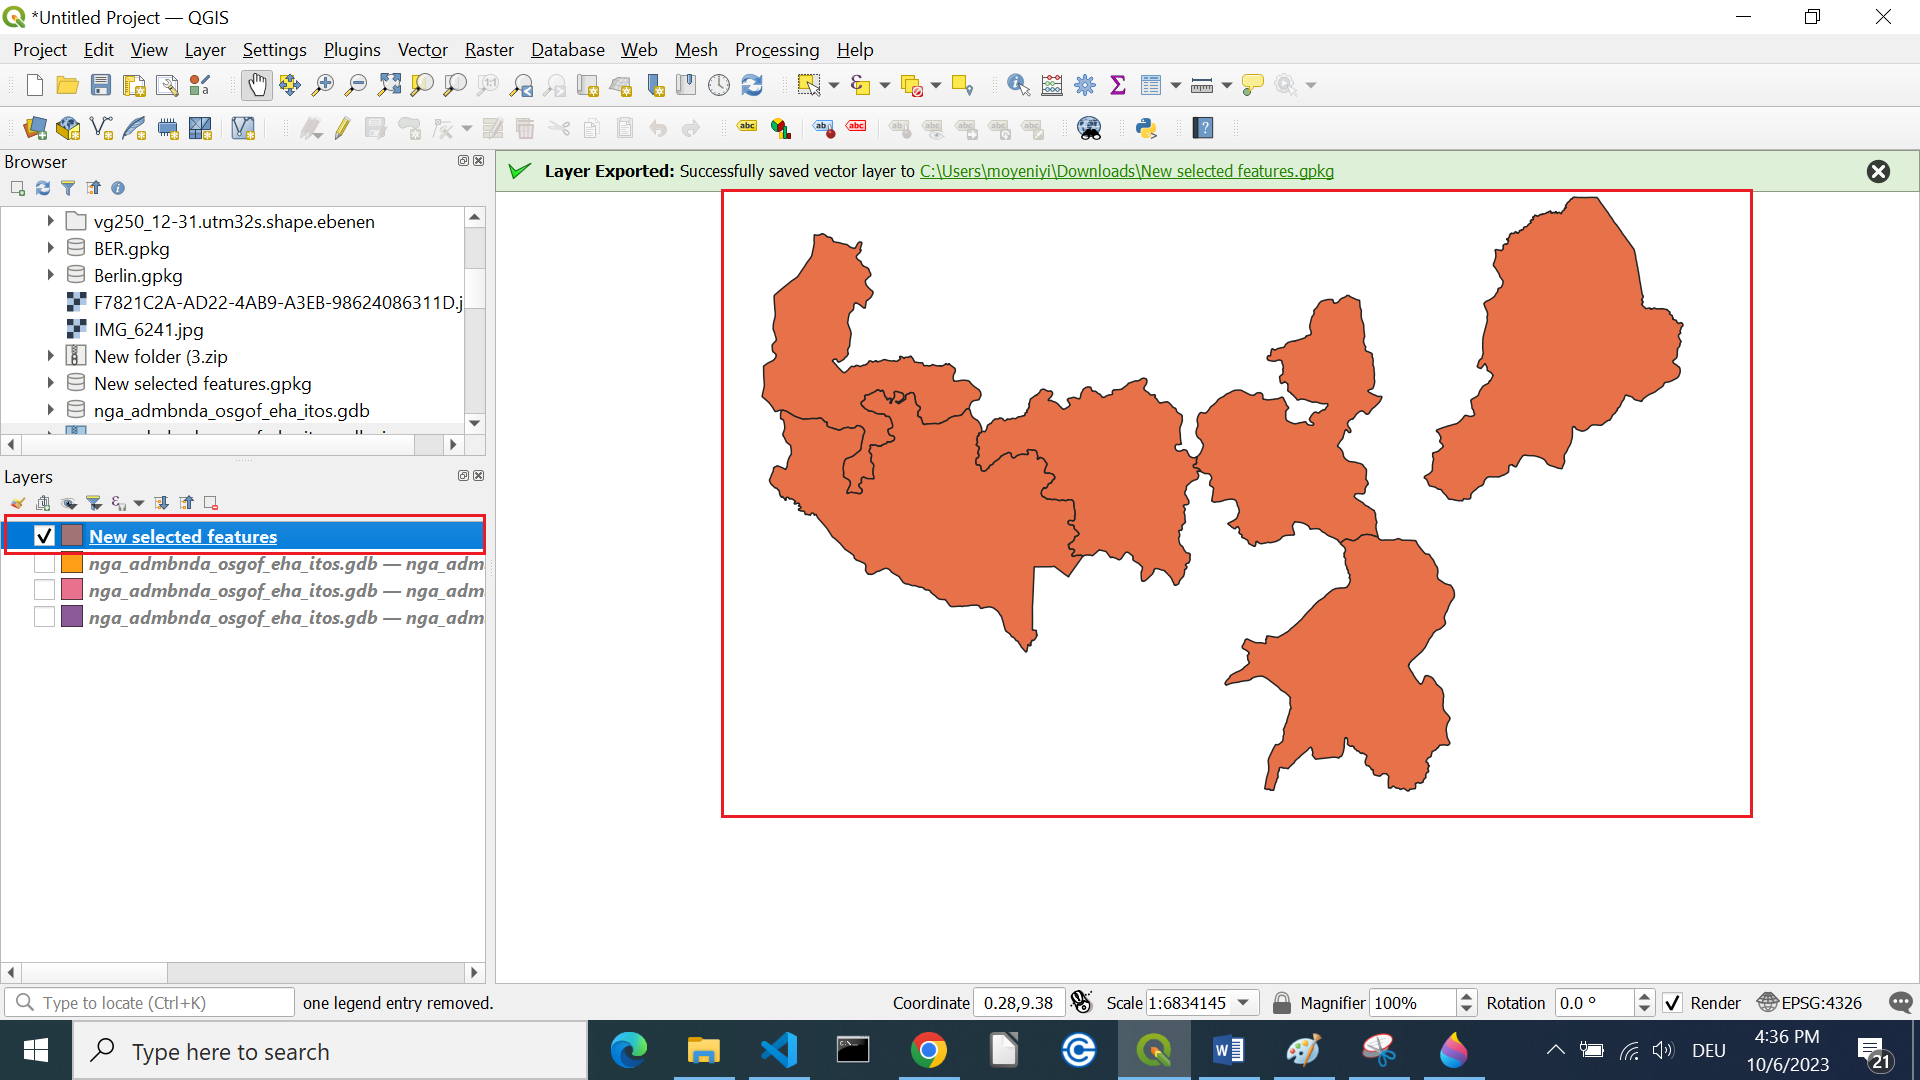 *Untitled Project — QGIS
Project Edit View Layer Settings Plugins Vector Raster Database Web Mesh Processing Help
Browser
vg250_12-31.utm32s.shape.ebenen
BER.gpkg
Berlin.gpkg
F7821C2A-AD22-4AB9-A3EB-98624086311D.j
IMG_6241.jpg
New folder (3.zip
New selected features.gpkg
nga_admbnda_osgof_eha_itos.gdb
Layers
New selected features
nga_admbnda_osgof_eha_itos.gdb — nga_adm
nga_admbnda_osgof_eha_itos.gdb — nga_adm
nga_admbnda_osgof_eha_itos.gdb — nga_adm
Layer Exported: Successfully saved vector layer to C:\Users\moyeniyi\Downloads\New selected features.gpkg
Type to locate (Ctrl+K)
one legend entry removed.
Coordinate 0.28,9.38 Scale 1:6834145 Magnifier 100% Rotation 0.0 ° Render EPSG:4326
Type here to search
DEU
4:36 PM
10/6/2023
21